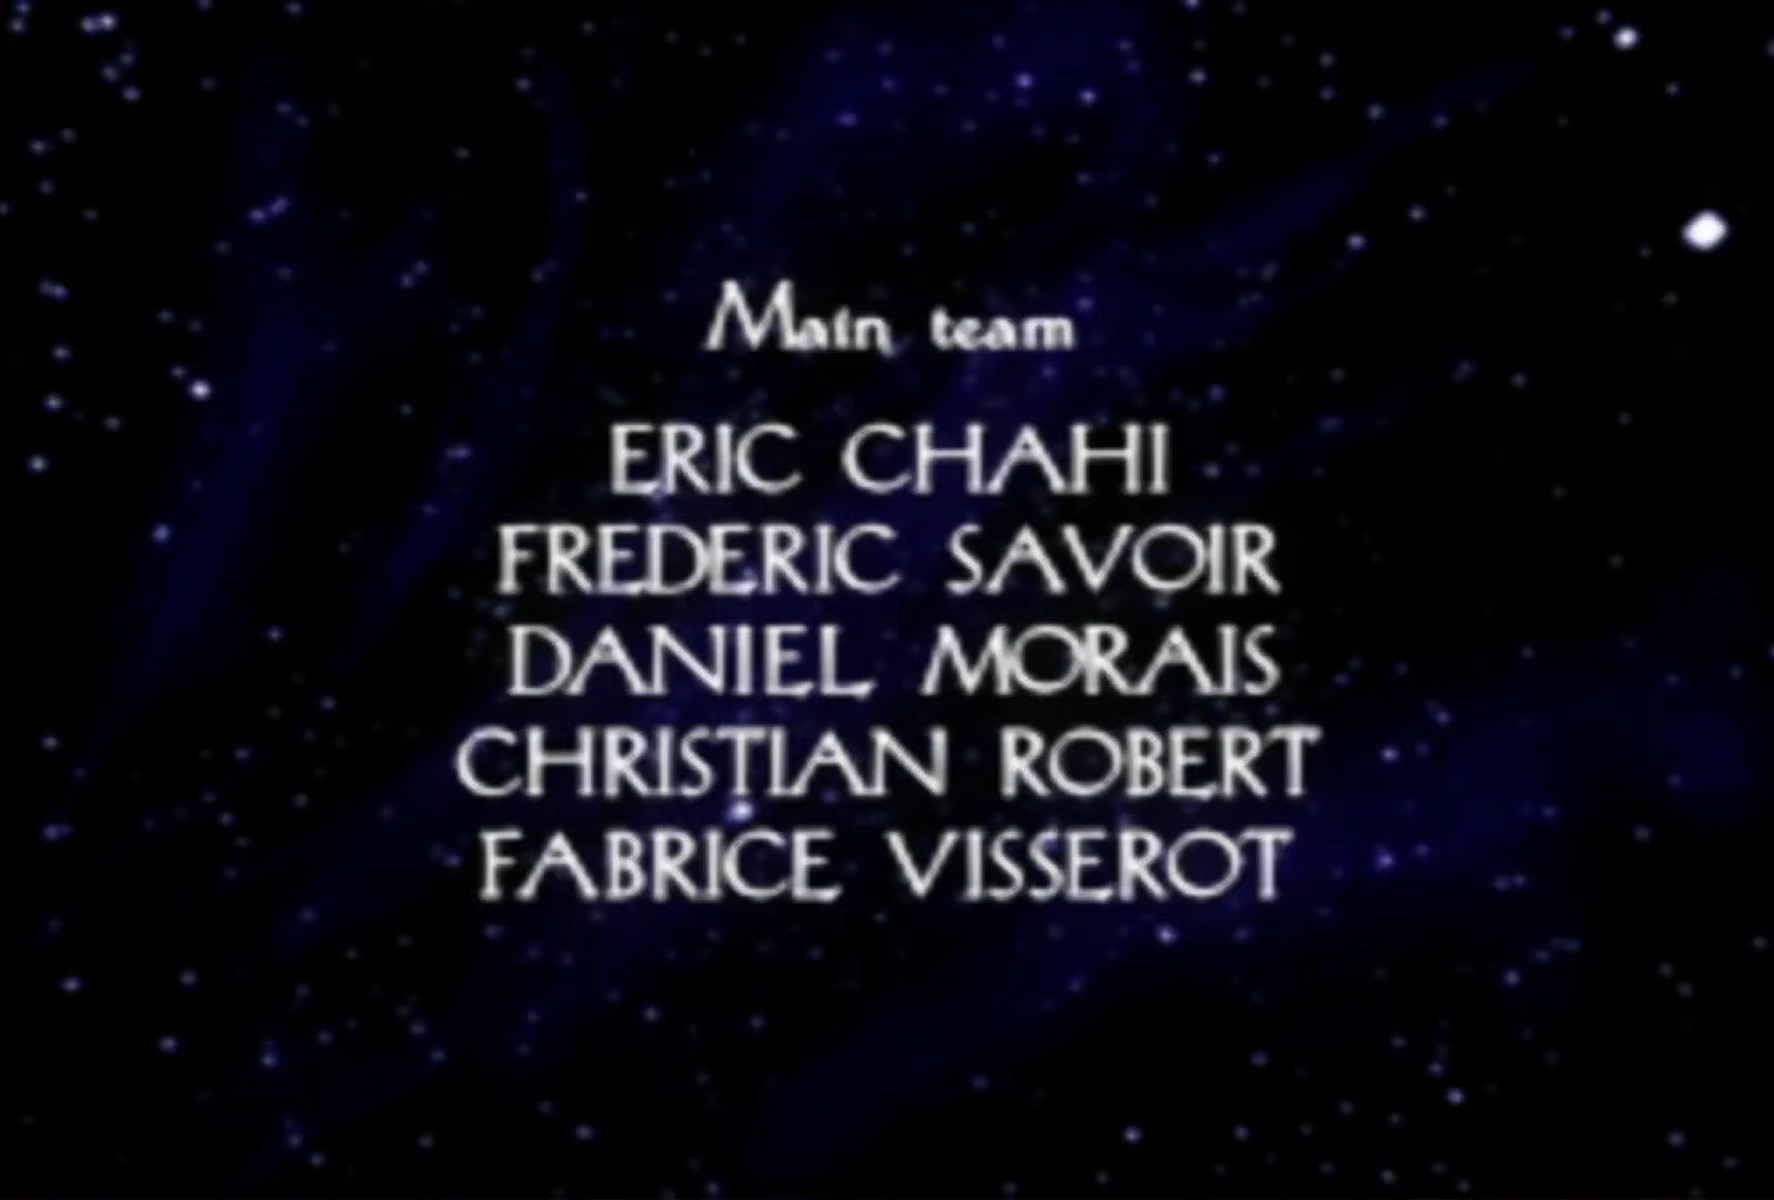 Main team
ERIC CHAHI
FREDERIC SAVOIR
DANIEL MORAIS
CHRISTIAN ROBERT
FABRICE VISSEROT